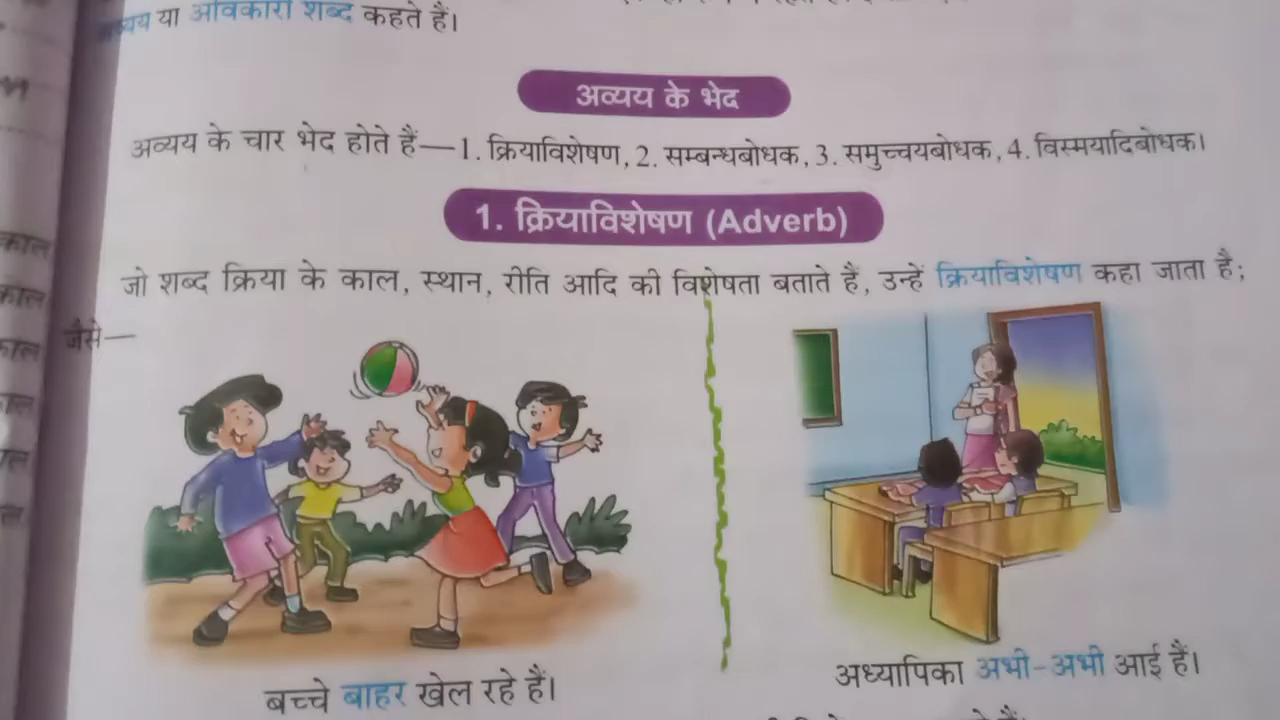 या अविकारी शब्द कहते हैं।
अव्यय के भेद
अव्यय के चार भेद होते हैं—1. क्रियाविशेषण, 2. सम्बन्धबोधक, 3. समुच्चयबोधक, 4. विस्मयादिबोधक।
1. क्रियाविशेषण (Adverb)
जो शब्द क्रिया के काल, स्थान, रीति आदि की विशेषता बताते हैं, उन्हें क्रियाविशेषण कहा जाता है;
जैसे—
बच्चे बाहर खेल रहे हैं।
अध्यापिका अभी-अभी आई हैं।
काल
काल